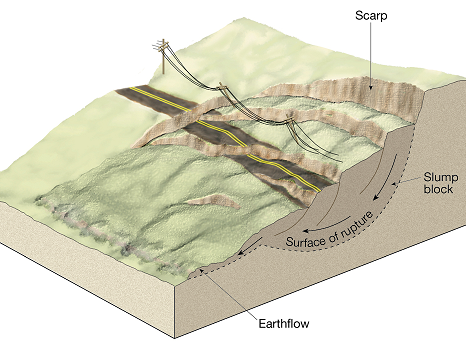 Scarp
Slump
block
Surface of rupture
Earthflow